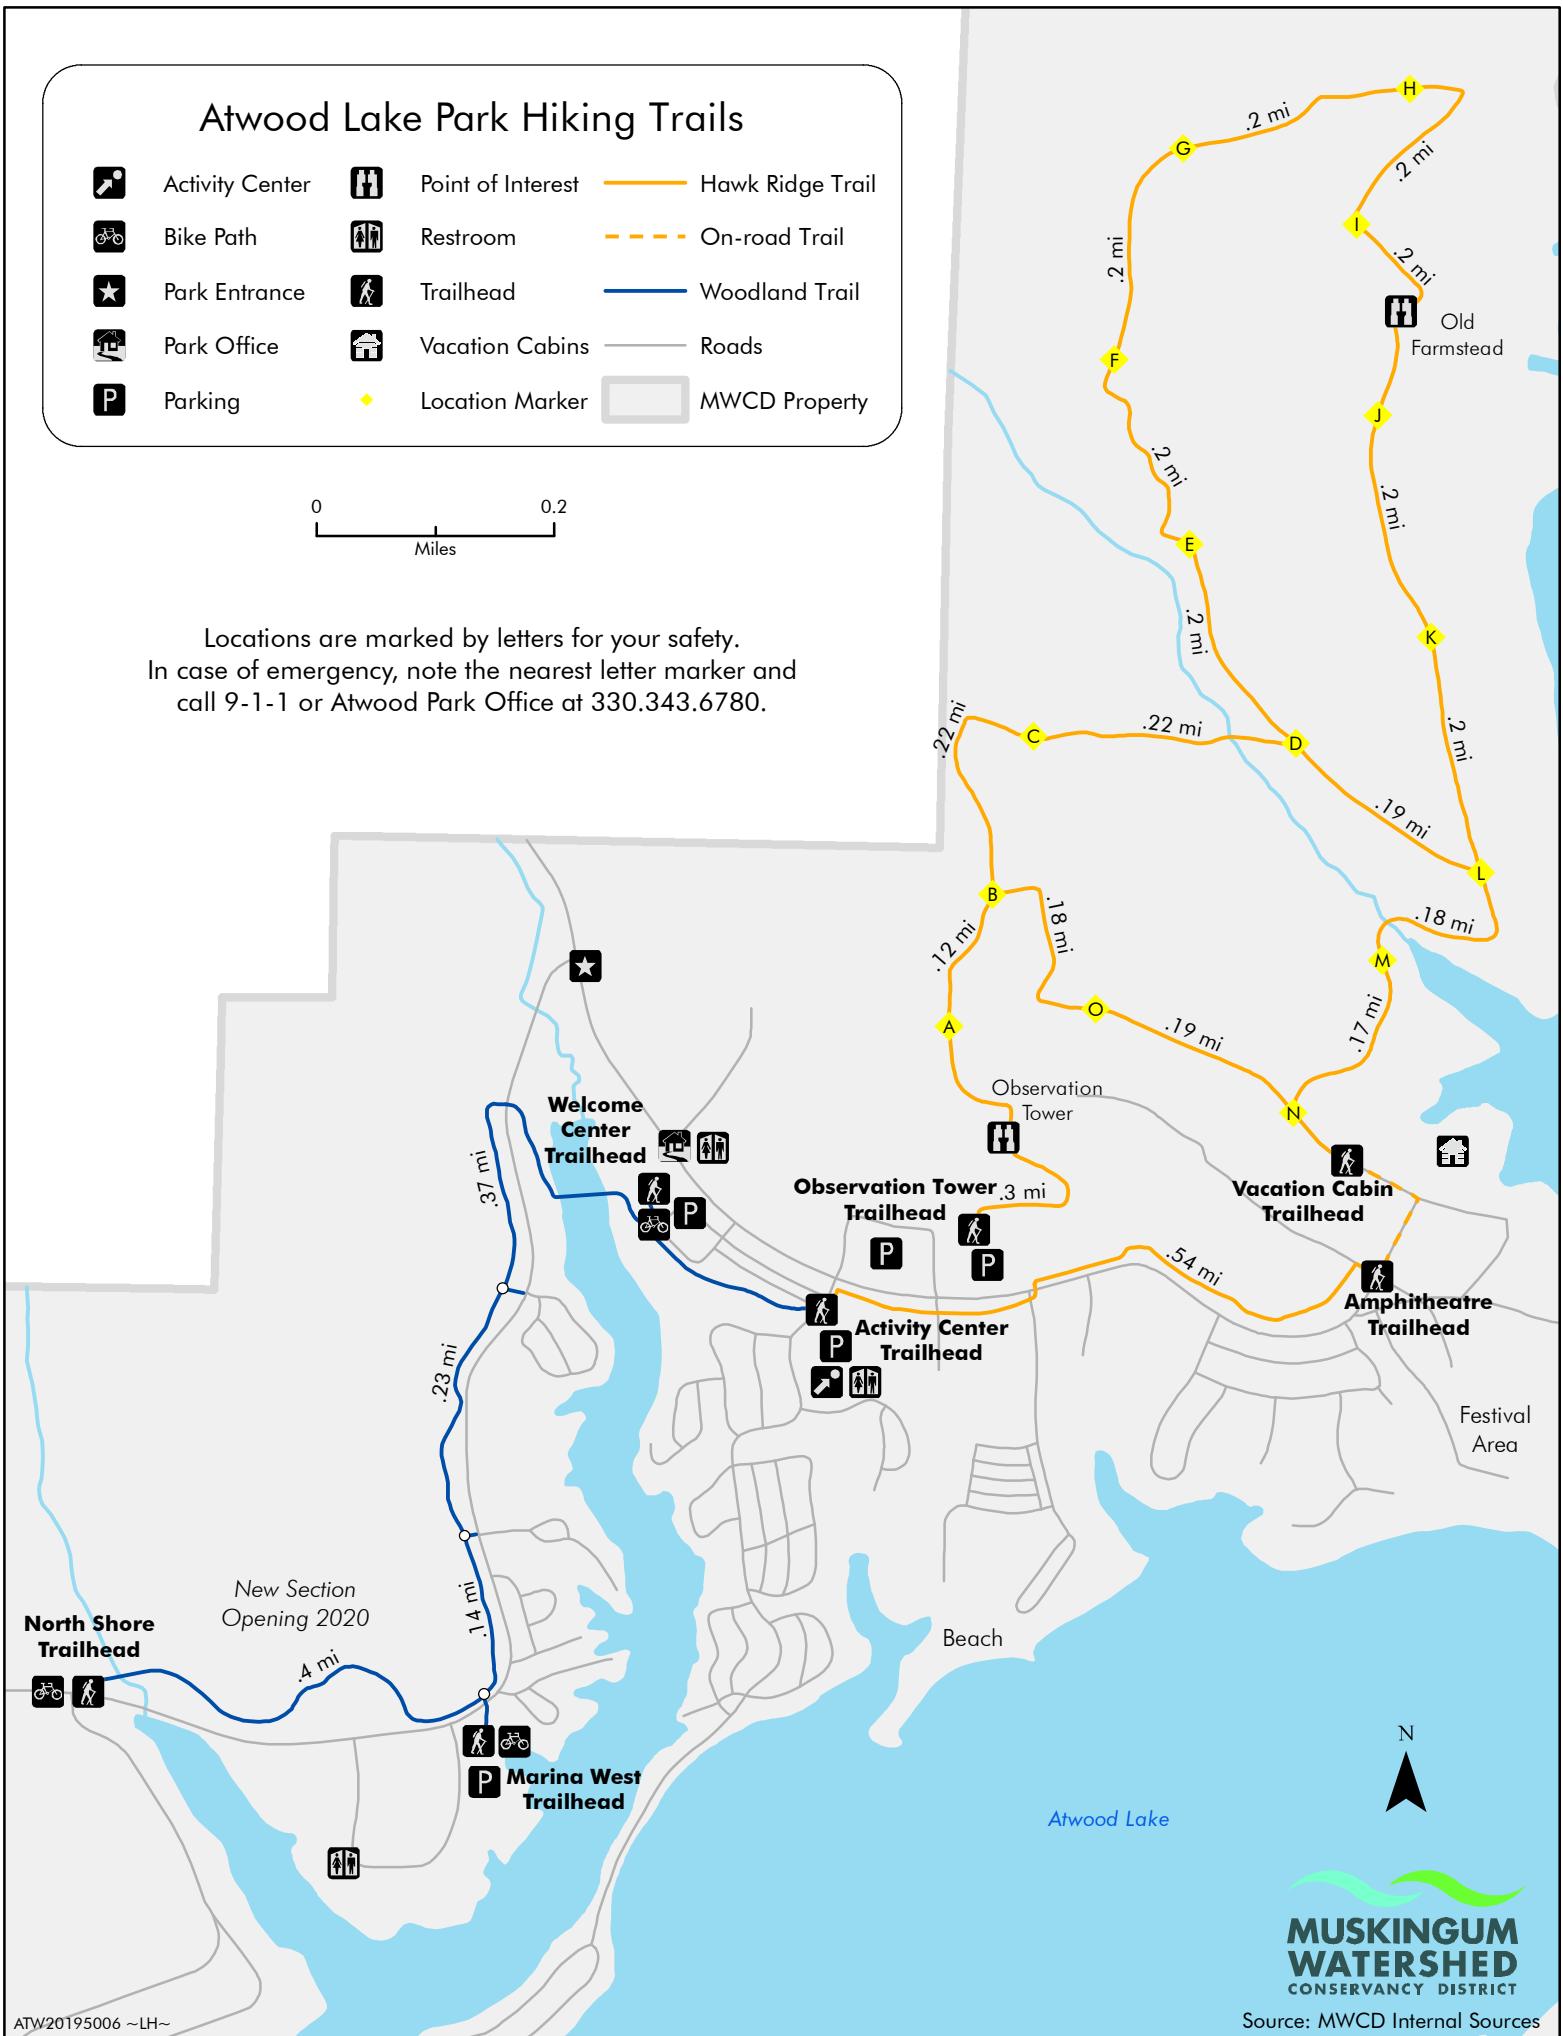 Atwood Lake Park Hiking Trails
Activity Center
Bike Path
Park Entrance
Park Office
P Parking
Point of Interest
Restroom
Trailhead
Vacation Cabins
Location Marker
Hawk Ridge Trail
On-road Trail
Woodland Trail
Roads
MWCD Property
0 0.2
Miles
Locations are marked by letters for your safety.
In case of emergency, note the nearest letter marker and
call 9-1-1 or Atwood Park Office at 330.343.6780.
H
.2 mi
G
.2 mi
I
.2 mi
.2 mi
Old
Farmstead
F
J
.2 mi
.2 mi
E
.2 mi
K
.22 mi
C
.22 mi
D
.2 mi
.19 mi
L
B
.18 mi
.18 mi
.12 mi
M
A
O
.19 mi
.17 mi
N
Observation
Tower
Welcome
Center
Trailhead
P
.37 mi
Observation Tower
Trailhead
.3 mi
P
P
Vacation Cabin
Trailhead
.54 mi
Amphitheatre
Trailhead
Activity Center
Trailhead
P
.23 mi
Festival
Area
New Section
Opening 2020
.14 mi
North Shore
Trailhead
.4 mi
Beach
P
Marina West
Trailhead
N
Atwood Lake
MUSKINGUM
WATERSHED
CONSERVANCY DISTRICT
ATW20195006 ~LH~
Source: MWCD Internal Sources